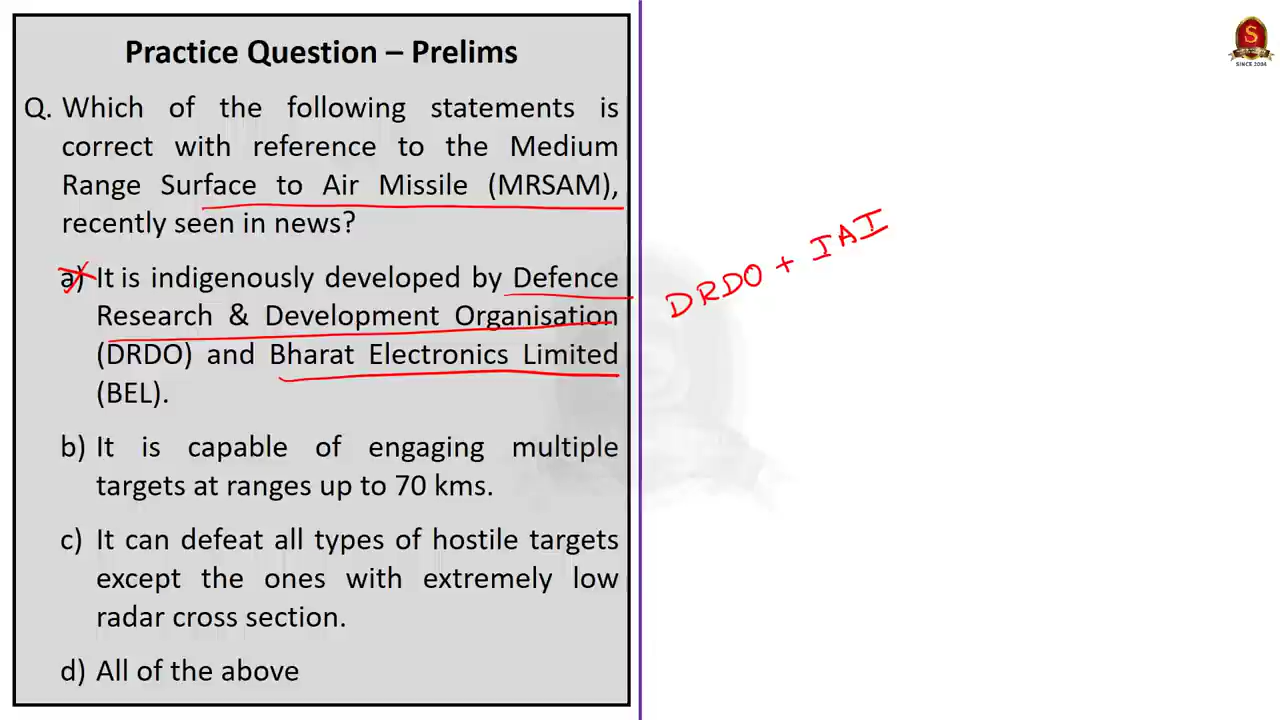 Practice Question – Prelims
Q. Which of the following statements is
correct with reference to the Medium
Range Surface to Air Missile (MRSAM),
recently seen in news?
a) It is indigenously developed by Defence
Research & Development Organisation
(DRDO) and Bharat Electronics Limited
(BEL).
b) It is capable of engaging multiple
targets at ranges up to 70 kms.
c) It can defeat all types of hostile targets
except the ones with extremely low
radar cross section.
d) All of the above
DRDO + IAI
S
SINCE 2004